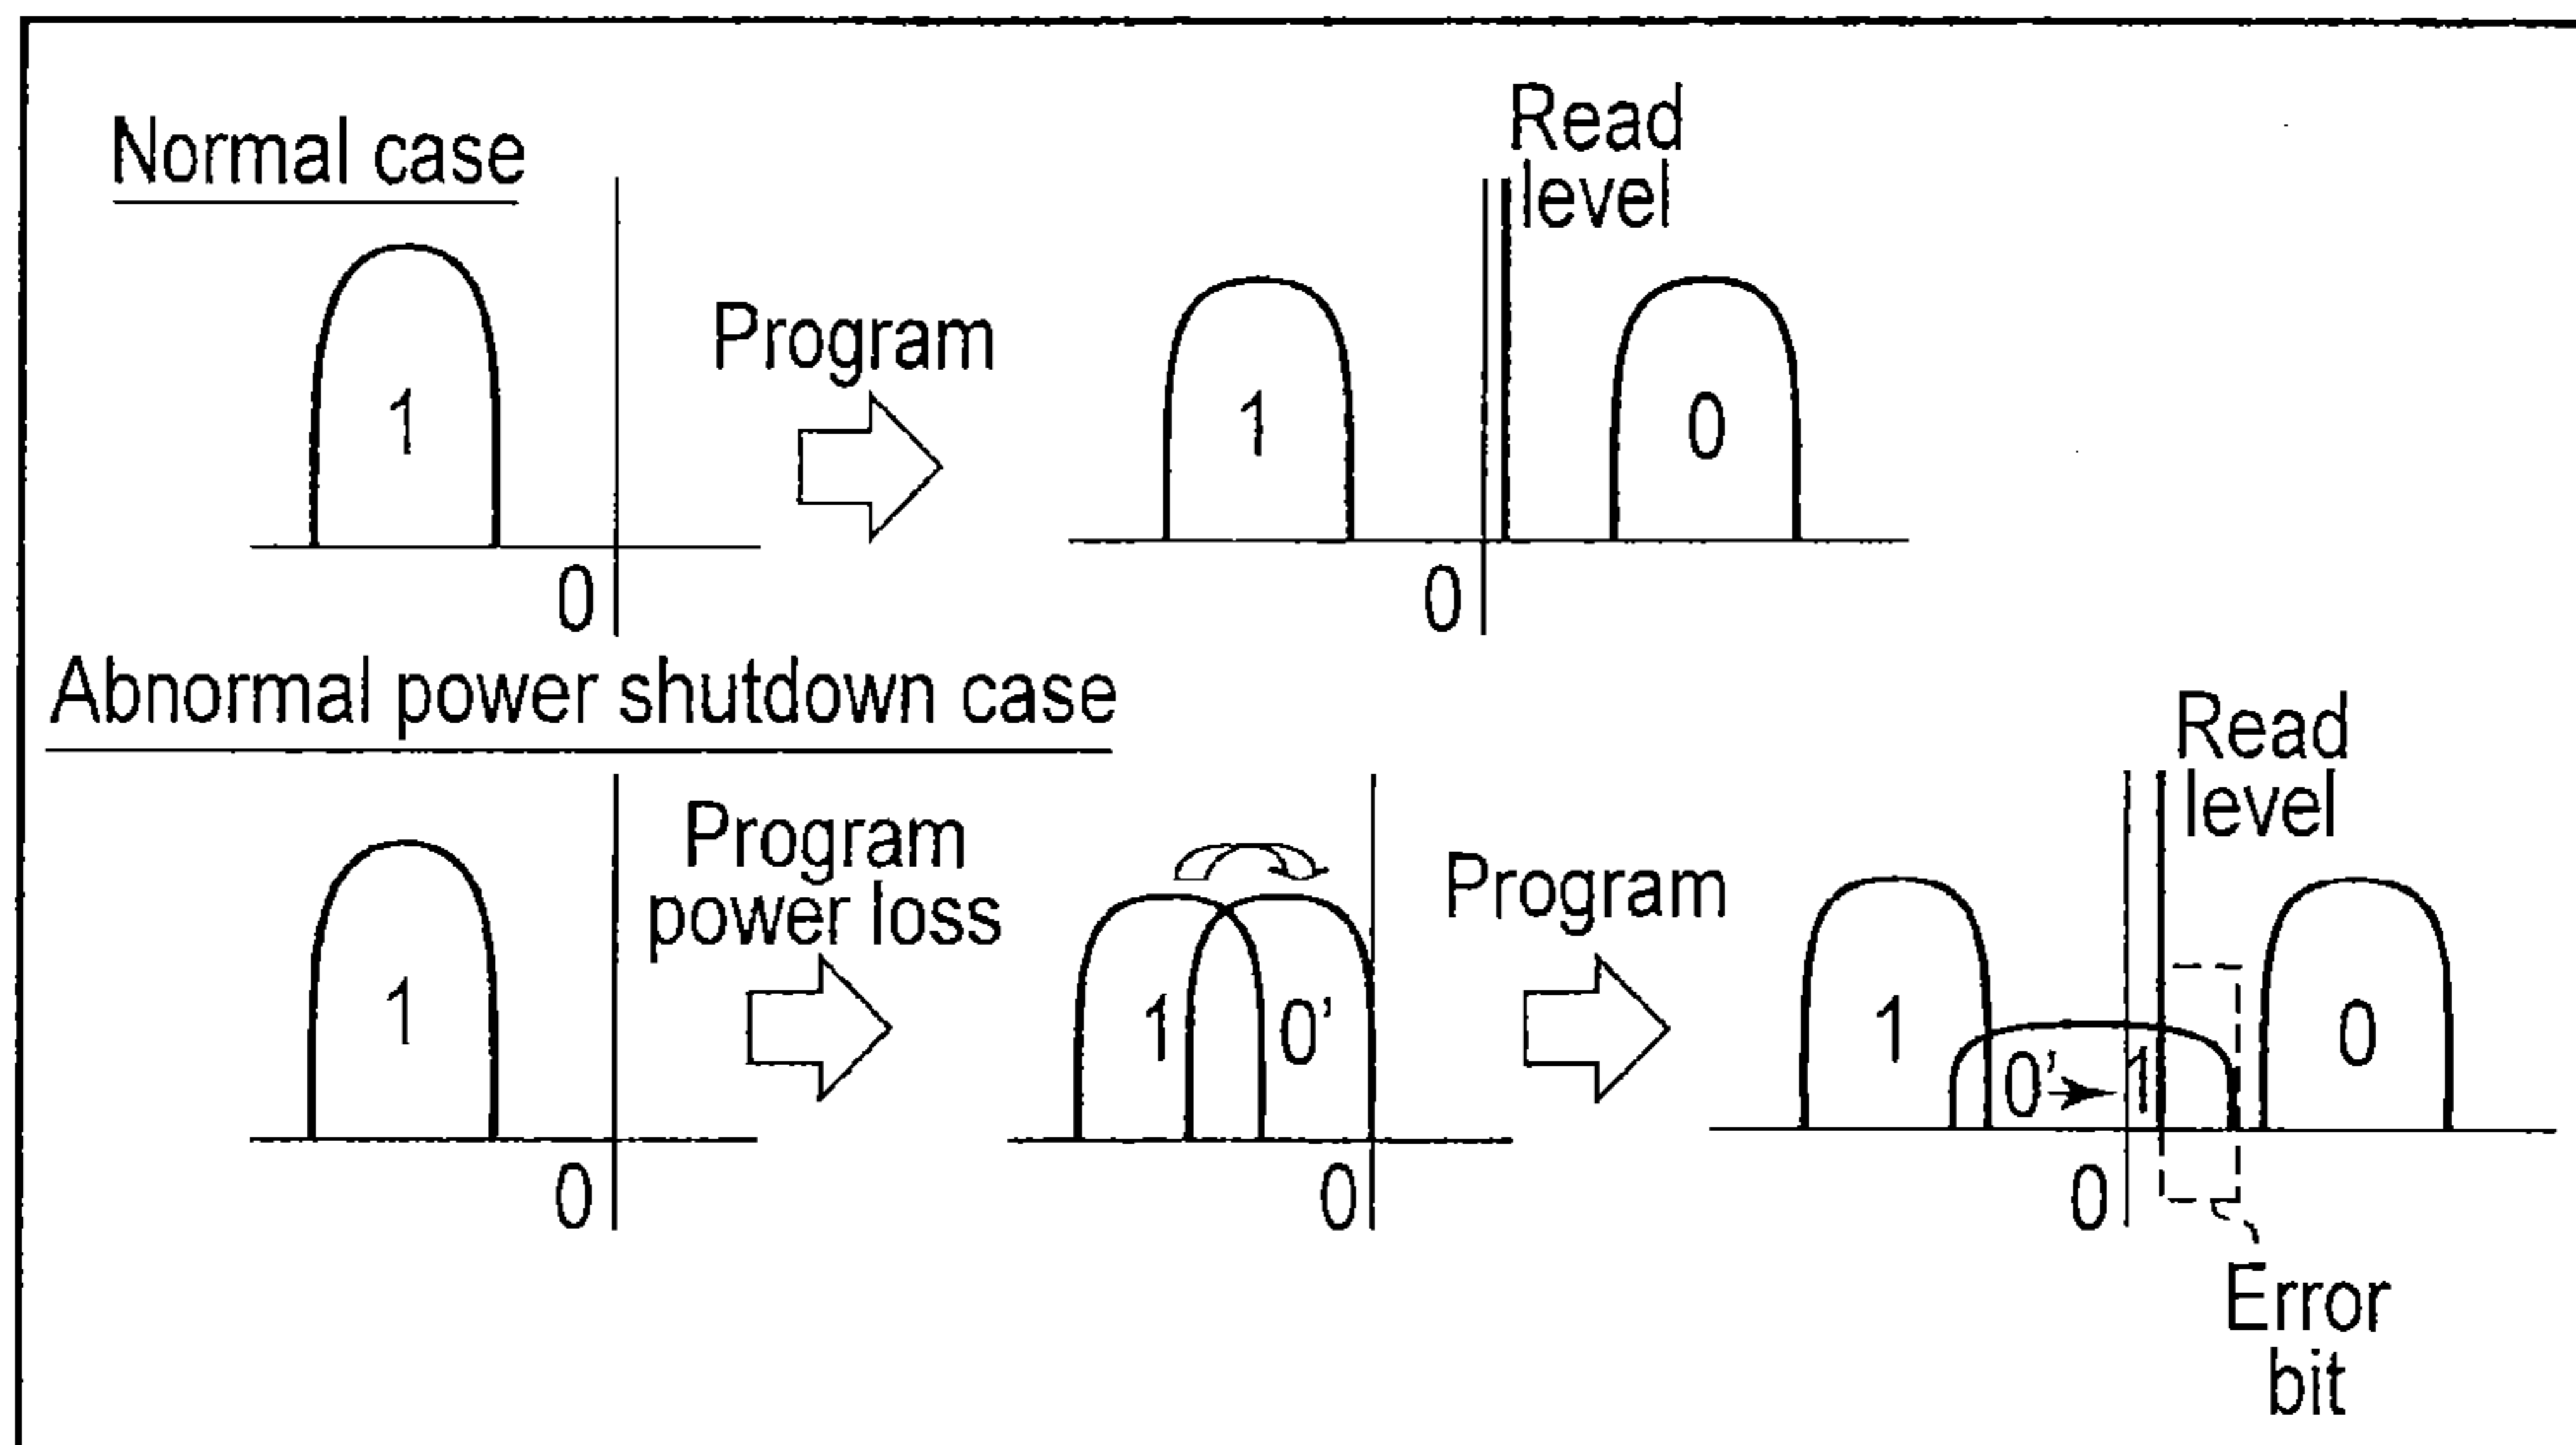 Normal case
Read
level
Program
1
1
0
0
0
Abnormal power shutdown case
Read
level
Program
power loss
Program
1
1
0'
1
0'
1
0
0
0
0
Error
bit